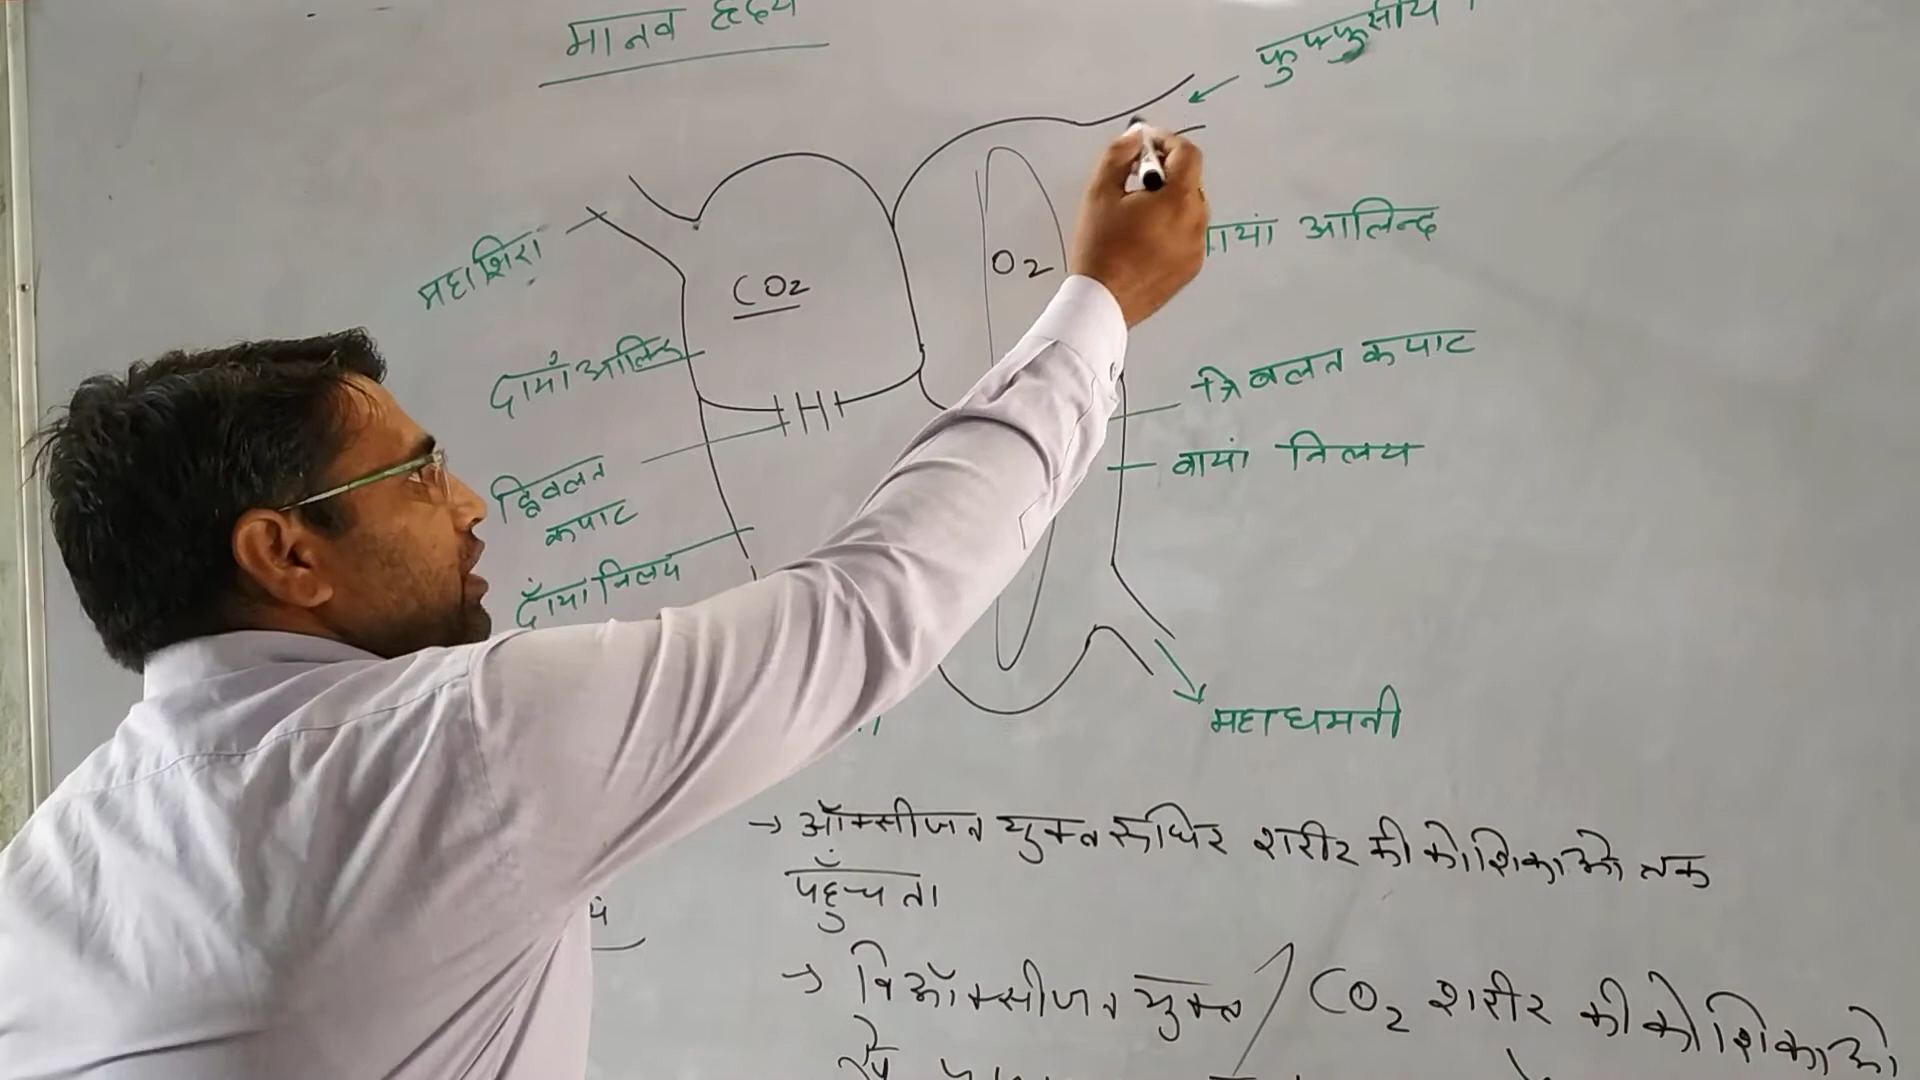 मानव हृदय
फुफ्फुसीय
महाशिरा
CO2
O2
आलिन्द
दायाँ आलिन्द
त्रिवलन कपाट
द्विवलन
कपाट
बायां निलय
दाँया निलय
महाधमनी
→ ऑक्सीजन युक्त रूधिर शरीर की कोशिकाओ तक
पहुँचता
→ विऑक्सीजन युक्त / CO2 शरीर की कोशिकाओ
से